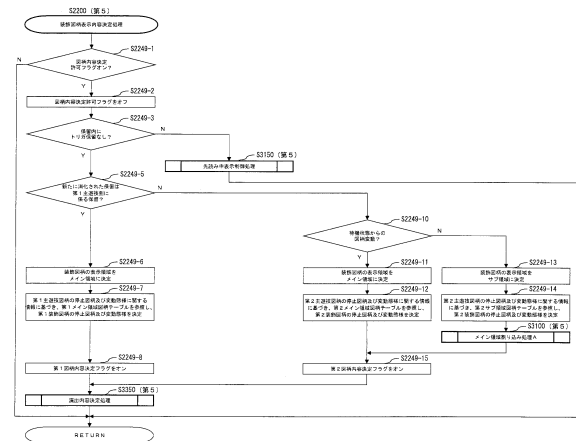 S2200 (第5)
装飾図柄表示内容決定処理
S2249-1
N
図柄内容決定
許可フラグオン?
Y
S2249-2
図柄内容決定許可フラグをオフ
S2249-3
保留内に
トリガ保留なし?
N
Y
S3150 (第5)
先読み中表示制御処理
S2249-5
新たに消化された保留は
第1主遊技側に
係る保留?
N
Y
S2249-10
待機状態からの
図柄変動?
N
Y
S2249-6
装飾図柄の表示領域を
メイン領域に決定
S2249-11
装飾図柄の表示領域を
メイン領域に決定
S2249-13
装飾図柄の表示領域を
サブ領域に決定
S2249-7
第1主遊技図柄の停止図柄及び変動態様に関する
情報に基づき、第1メイン領域図柄テーブルを参照し、
第1装飾図柄の停止図柄及び変動態様を決定
S2249-12
第2主遊技図柄の停止図柄及び変動態様に関する情報
に基づき、第2メイン領域図柄テーブルを参照し、
第2装飾図柄の停止図柄及び変動態様を決定
S2249-14
第2主遊技図柄の停止図柄及び変動態様に関する情報
に基づき、第2サブ領域図柄テーブルを参照し、
第2装飾図柄の停止図柄及び変動態様を決定
S3100 (第5)
メイン領域割り込み処理A
S2249-8
第1図柄内容決定フラグをオン
S2249-15
第2図柄内容決定フラグをオン
S3350 (第5)
演出内容決定処理
RETURN